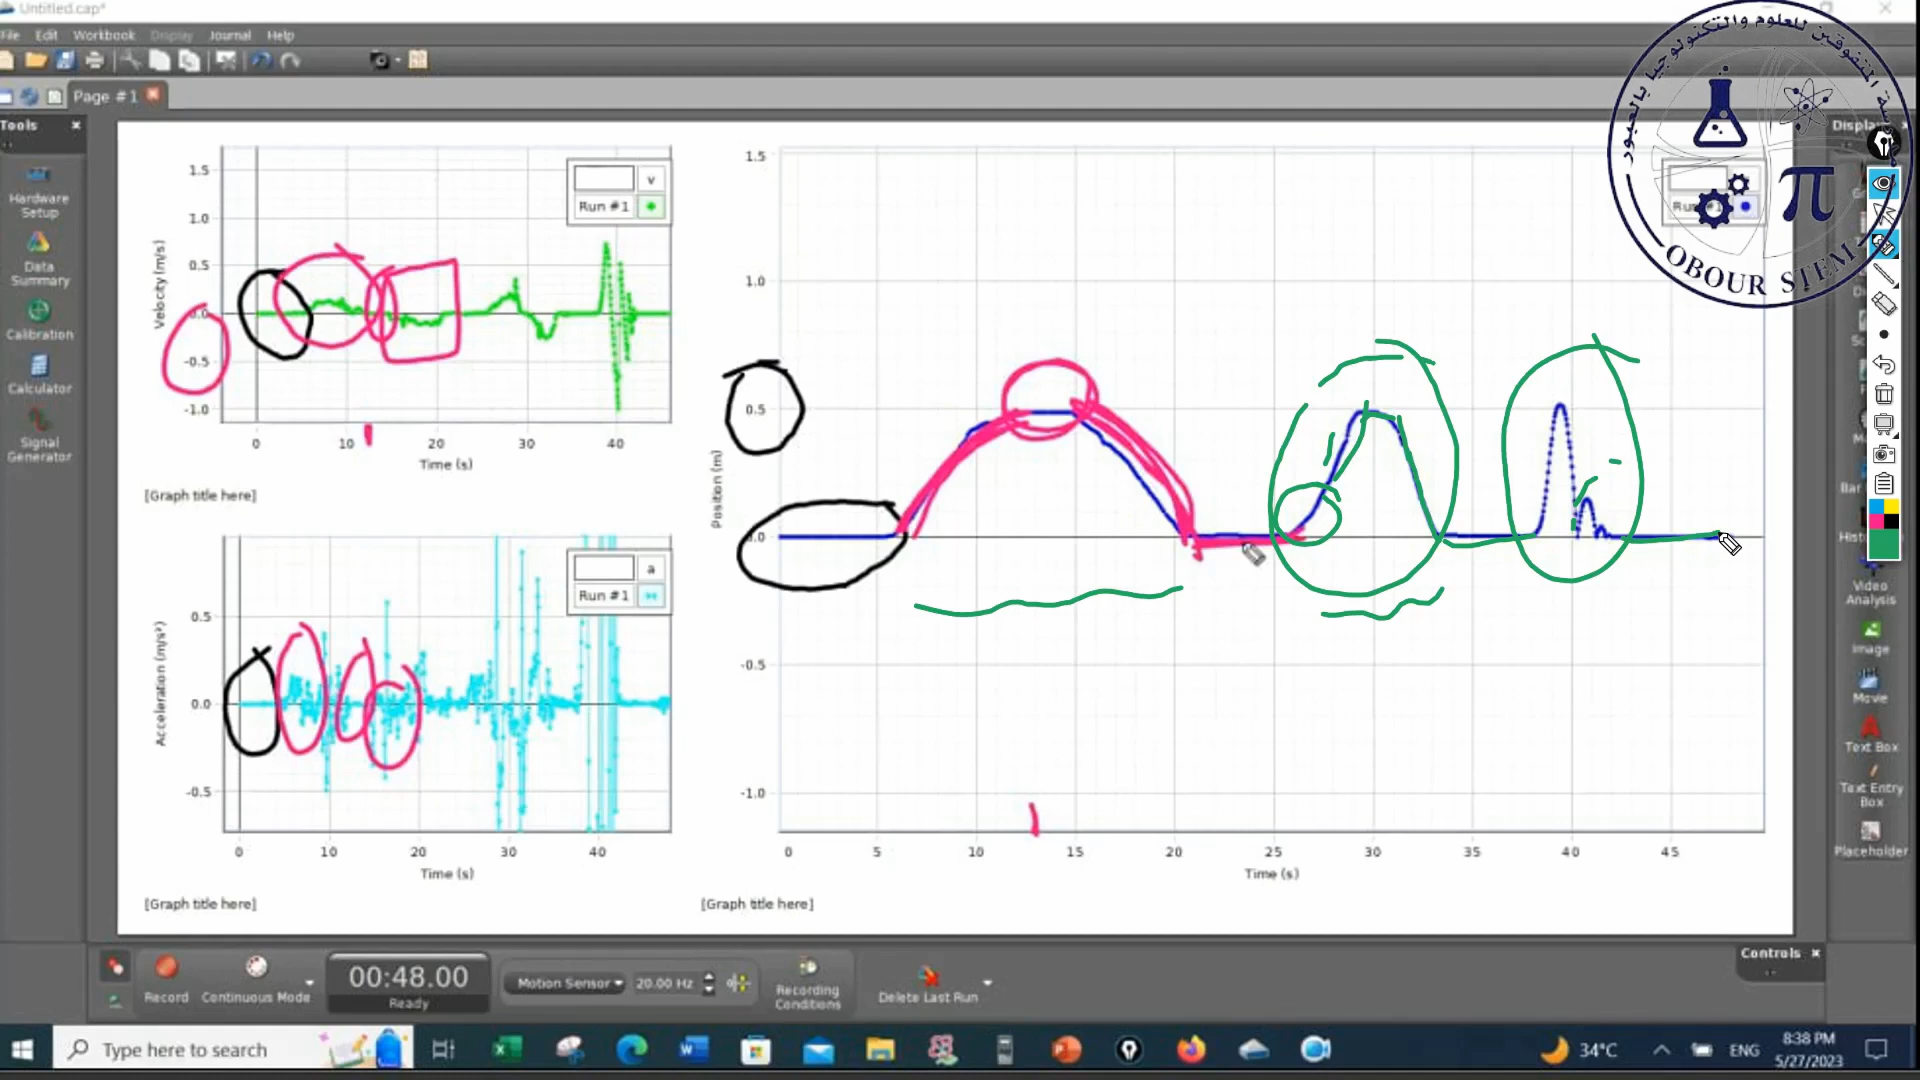 Untitled.cap*
File Edit Workbook Display Journal Help
Page #1
Tools
Hardware
Setup
Data
Summary
Calibration
Calculator
Signal
Generator
1.5
1.0
0.5
0.0
-0.5
-1.0
Velocity (m/s)
v
Run #1
0 10 20 30 40
Time (s)
[Graph title here]
0.5
0.0
-0.5
Acceleration (m/s²)
a
Run #1
0 10 20 30 40
Time (s)
[Graph title here]
1.5
1.0
0.5
0.0
-0.5
-1.0
Position (m)
0 5 10 15 20 25 30 35 40 45
Time (s)
[Graph title here]
مدرسة المتفوقين للعلوم والتكنولوجيا بالعبور
π
OBOUR STEM
Video
Analysis
Image
Movie
Text Box
Text Entry
Box
Placeholder
Record
Continuous Mode
00:48.00
Ready
Motion Sensor
20.00 Hz
Recording
Conditions
Delete Last Run
Controls
Type here to search
34°C
ENG
8:38 PM
5/27/2023